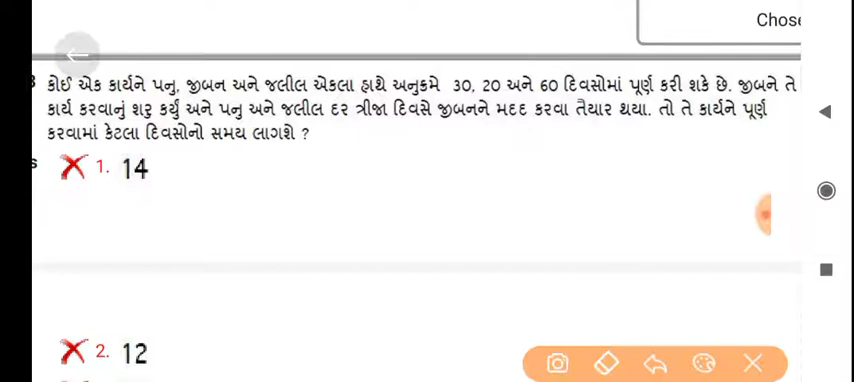 Chose
કોઈ એક કાર્યને પનુ, જીબન અને જલીલ એકલા હાથે અનુક્રમે 30, 20 અને 60 દિવસોમાં પૂર્ણ કરી શકે છે. જીબને તે
કાર્ય કરવાનું શરુ કર્યું અને પનુ અને જલીલ દર ત્રીજા દિવસે જીબનને મદદ કરવા તૈયાર થયા. તો તે કાર્યને પૂર્ણ
કરવામાં કેટલા દિવસોનો સમય લાગશે ?
s 1. 14
2. 12